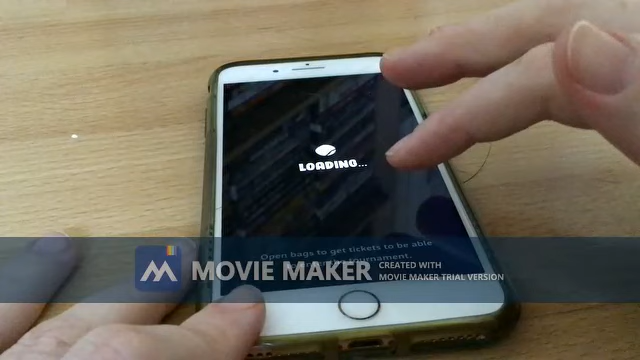 LOADING...
Open bags to get tickets to be able
tournament.
MOVIE MAKER
CREATED WITH
MOVIE MAKER TRIAL VERSION